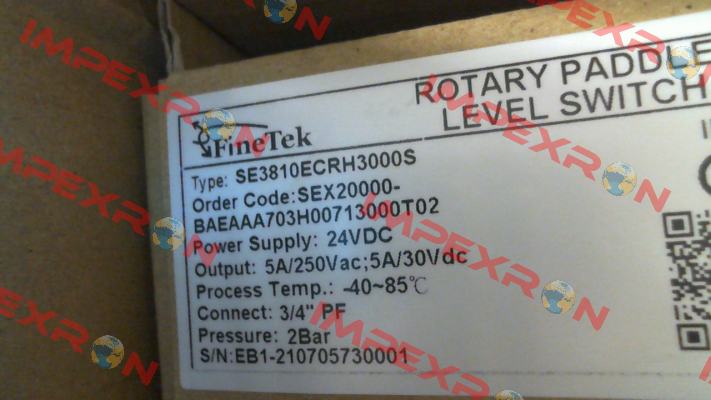 ROTARY PADDLE
LEVEL SWITCH
FineTek
Type: SE3810ECRH3000S
Order Code:SEX20000-
BAEAAA703H00713000T02
Power Supply: 24VDC
Output: 5A/250Vac;5A/30Vdc
Process Temp.: -40~85℃
Connect: 3/4" PF
Pressure: 2Bar
S/N:EB1-210705730001
IMPEXRON
IMPEXRON
IMPEXRON
IMPEXRON
IMPEXRON